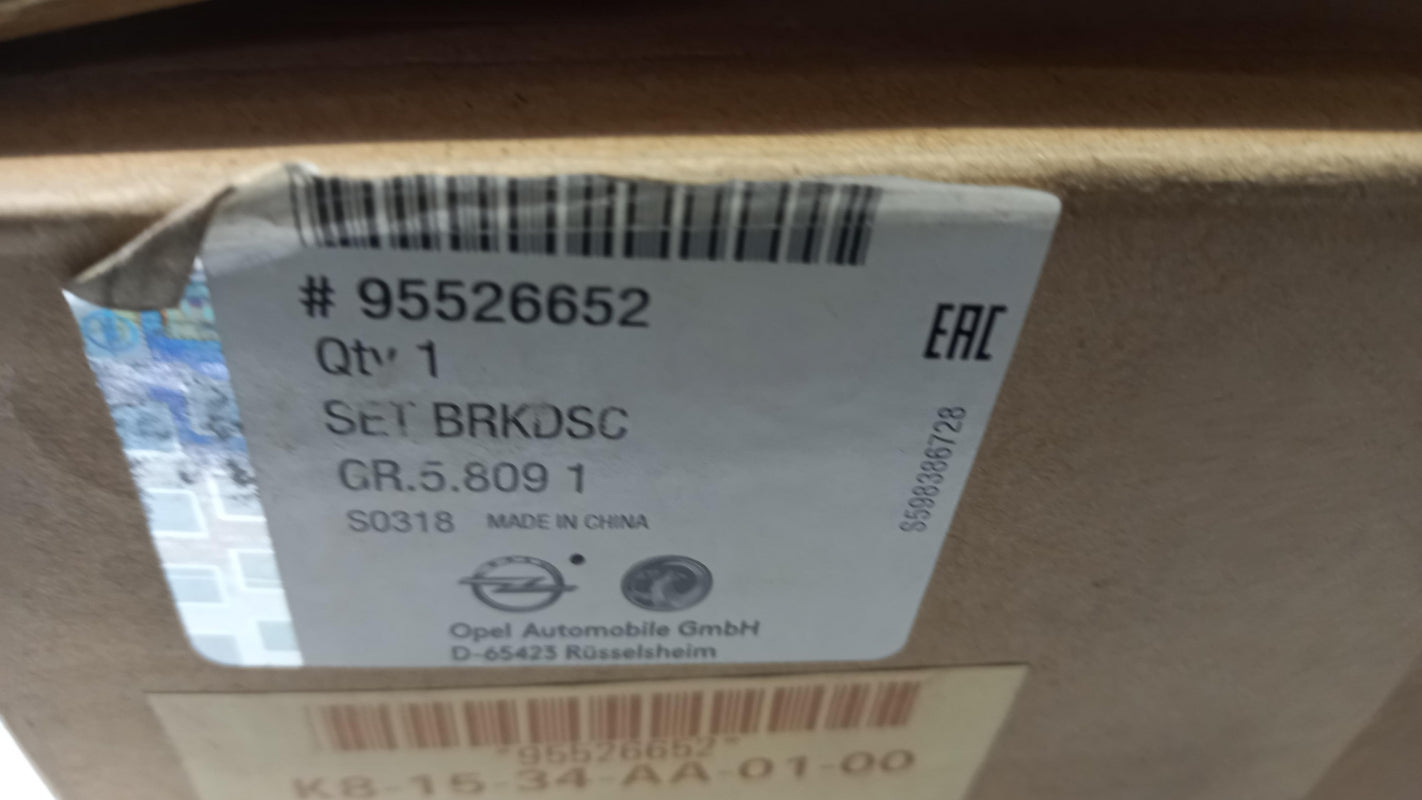 # 95526652
Qty 1
SET BRKDSC
GR.5.809 1
S0318 MADE IN CHINA
Opel Automobile GmbH
D-65423 Rüsselsheim
EAC
S598386728
*95526652*
K8-15-34-AA-01-00